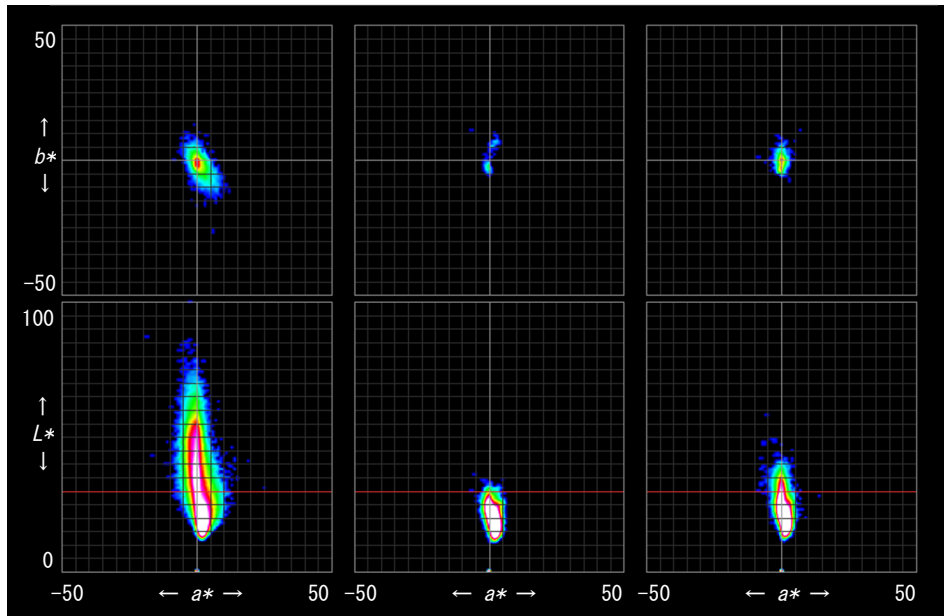 50
↑
b*
↓
-50
100
↑
L*
↓
0
-50 ← a* → 50
-50 ← a* → 50
-50 ← a* → 50